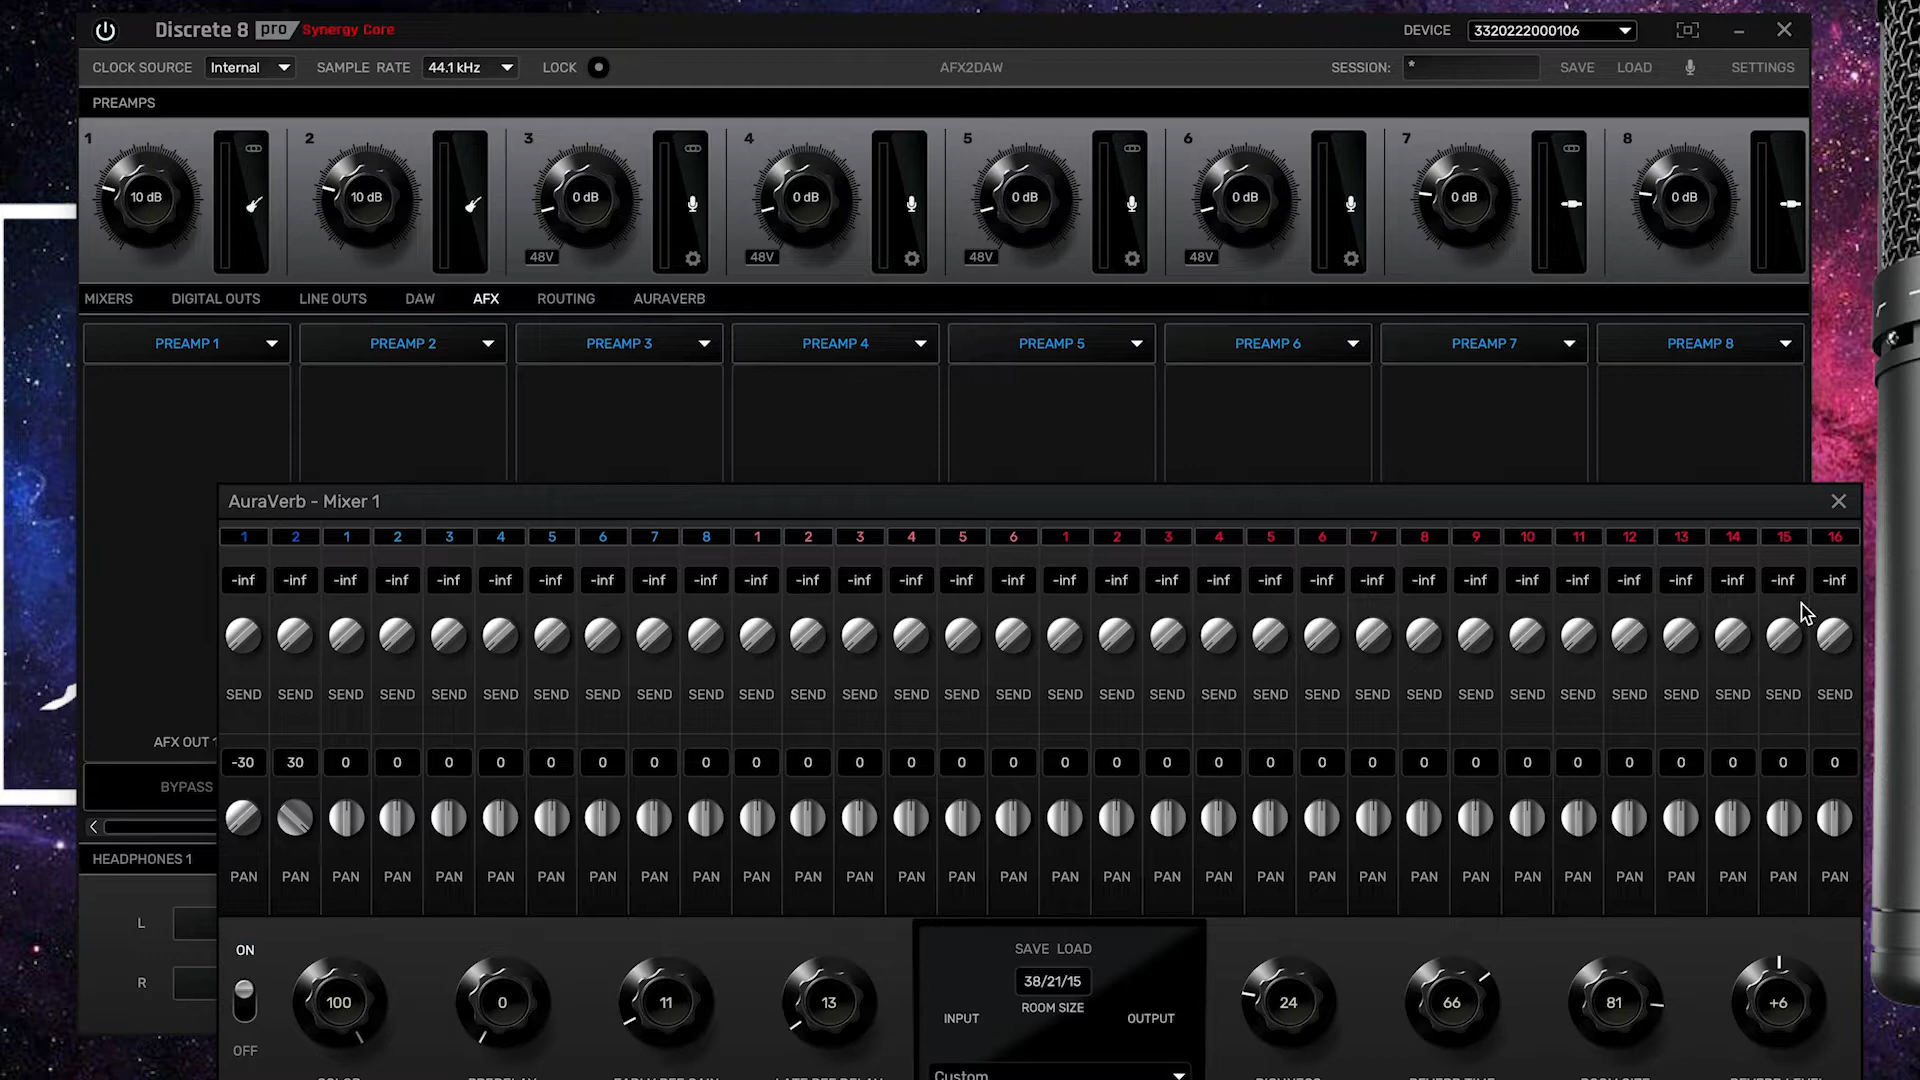 Discrete 8 pro Synergy Core
DEVICE 3320222000106
CLOCK SOURCE Internal SAMPLE RATE 44.1 kHz LOCK AFX2DAW SESSION: * SAVE LOAD SETTINGS
PREAMPS
1 2 3 4 5 6 7 8
10 dB 10 dB 0 dB 0 dB 0 dB 0 dB 0 dB 0 dB
48V 48V 48V 48V
MIXERS DIGITAL OUTS LINE OUTS DAW AFX ROUTING AURAVERB
PREAMP 1 PREAMP 2 PREAMP 3 PREAMP 4 PREAMP 5 PREAMP 6 PREAMP 7 PREAMP 8
AuraVerb - Mixer 1
1 2 1 2 3 4 5 6 7 8 1 2 3 4 5 6 1 2 3 4 5 6 7 8 9 10 11 12 13 14 15 16
-inf -inf -inf -inf -inf -inf -inf -inf -inf -inf -inf -inf -inf -inf -inf -inf -inf -inf -inf -inf -inf -inf -inf -inf -inf -inf -inf -inf -inf -inf -inf -inf
SEND SEND SEND SEND SEND SEND SEND SEND SEND SEND SEND SEND SEND SEND SEND SEND SEND SEND SEND SEND SEND SEND SEND SEND SEND SEND SEND SEND SEND SEND SEND SEND
AFX OUT 1
-30 30 0 0 0 0 0 0 0 0 0 0 0 0 0 0 0 0 0 0 0 0 0 0 0 0 0 0 0 0 0 0
BYPASS
HEADPHONES 1
PAN PAN PAN PAN PAN PAN PAN PAN PAN PAN PAN PAN PAN PAN PAN PAN PAN PAN PAN PAN PAN PAN PAN PAN PAN PAN PAN PAN PAN PAN PAN PAN
L
R
ON
OFF
100 0 11 13
SAVE LOAD
38/21/15
ROOM SIZE
INPUT OUTPUT
Custom
24 66 81 +6